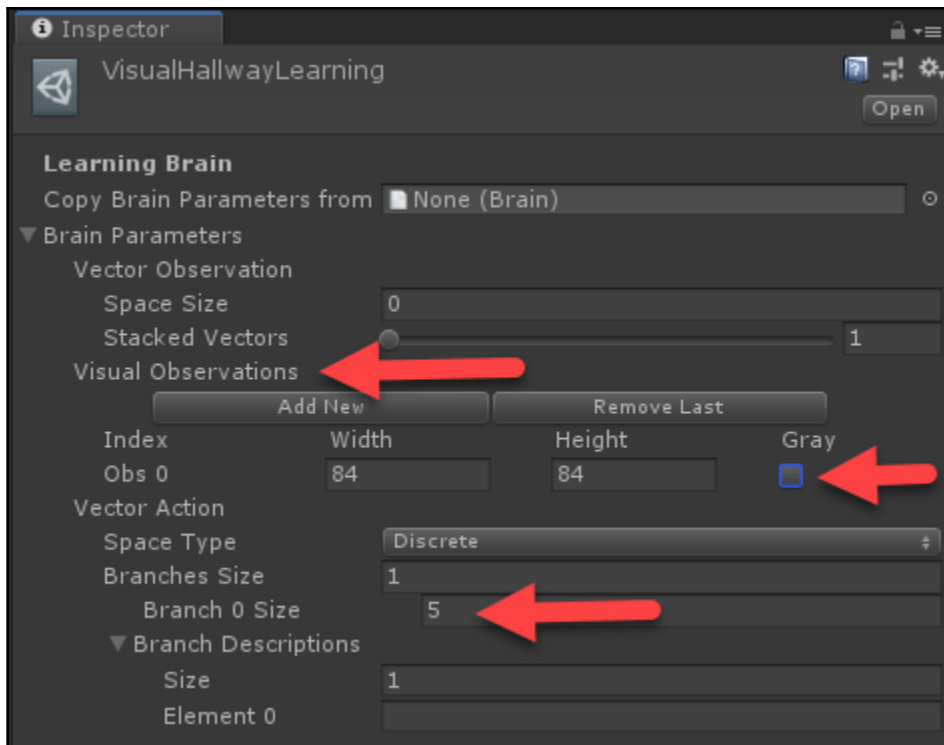 Inspector
VisualHallwayLearning
Open
Learning Brain
Copy Brain Parameters from None (Brain)
Brain Parameters
Vector Observation
Space Size 0
Stacked Vectors 1
Visual Observations
Add New Remove Last
Index Width Height Gray
Obs 0 84 84
Vector Action
Space Type Discrete
Branches Size 1
Branch 0 Size 5
Branch Descriptions
Size 1
Element 0